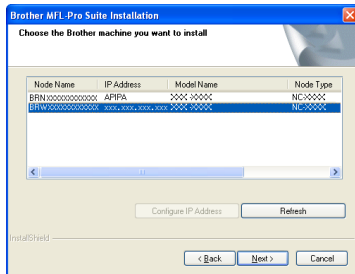 Brother MFL-Pro Suite Installation
Choose the Brother machine you want to install
Node Name IP Address Model Name Node Type
BRNXXXXXXXXXXXX APIPA XXX-XXXX NC-XXXX
BRWXXXXXXXXXXXX xxx.xxx.xxx.xxx XXX-XXXX NC-XXXX
Configure IP Address Refresh
InstallShield
< Back Next > Cancel